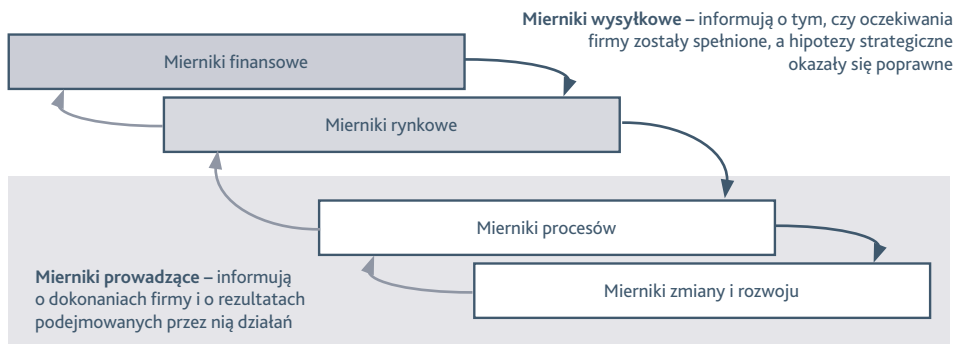 Mierniki wysyłkowe – informują o tym, czy oczekiwania
firmy zostały spełnione, a hipotezy strategiczne
okazały się poprawne
Mierniki finansowe
Mierniki rynkowe
Mierniki procesów
Mierniki zmiany i rozwoju
Mierniki prowadzące – informują
o dokonaniach firmy i o rezultatach
podejmowanych przez nią działań